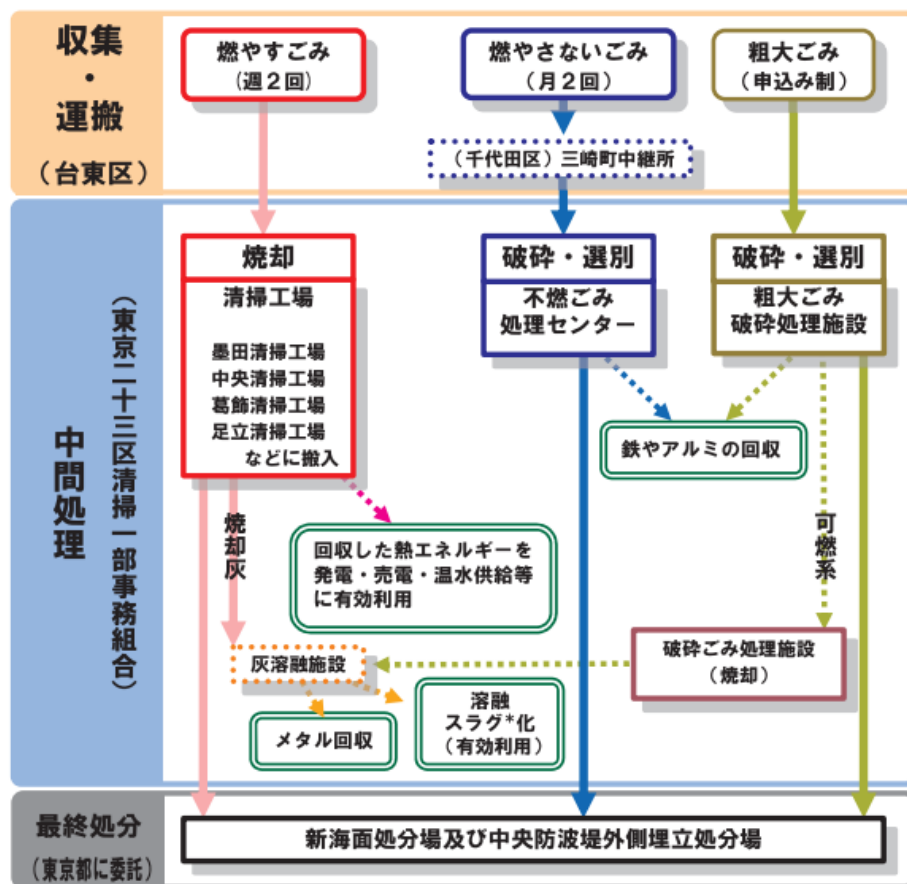 収集
・
運搬
（台東区）
燃やすごみ
（週２回）
燃やさないごみ
（月２回）
粗大ごみ
（申込み制）
（千代田区）三崎町中継所
中間処理
（東京二十三区清掃一部事務組合）
焼却
清掃工場
墨田清掃工場
中央清掃工場
葛飾清掃工場
足立清掃工場
などに搬入
破砕・選別
不燃ごみ
処理センター
破砕・選別
粗大ごみ
破砕処理施設
鉄やアルミの回収
焼却灰
回収した熱エネルギーを
発電・売電・温水供給等
に有効利用
可燃系
灰溶融施設
破砕ごみ処理施設
（焼却）
メタル回収
溶融
スラグ*化
（有効利用）
最終処分
（東京都に委託）
新海面処分場及び中央防波堤外側埋立処分場